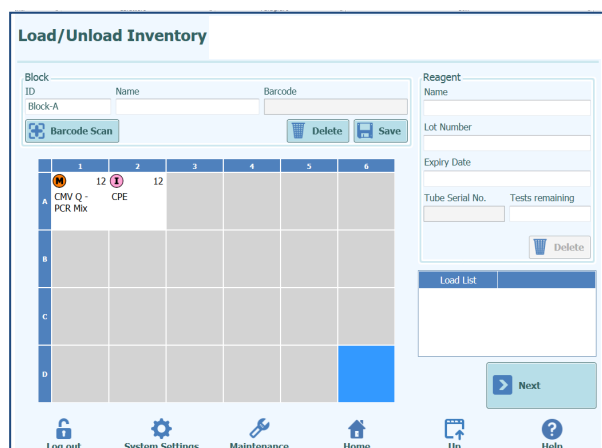 Load/Unload Inventory
Block
ID Name Barcode
Block-A
Barcode Scan Delete Save
1 2 3 4 5 6
A
M 12 I 12
CMV Q - CPE
PCR Mix
B
C
D
Reagent
Name
Lot Number
Expiry Date
Tube Serial No. Tests remaining
Delete
Load List
Next
Log out System Settings Maintenance Home Up Help